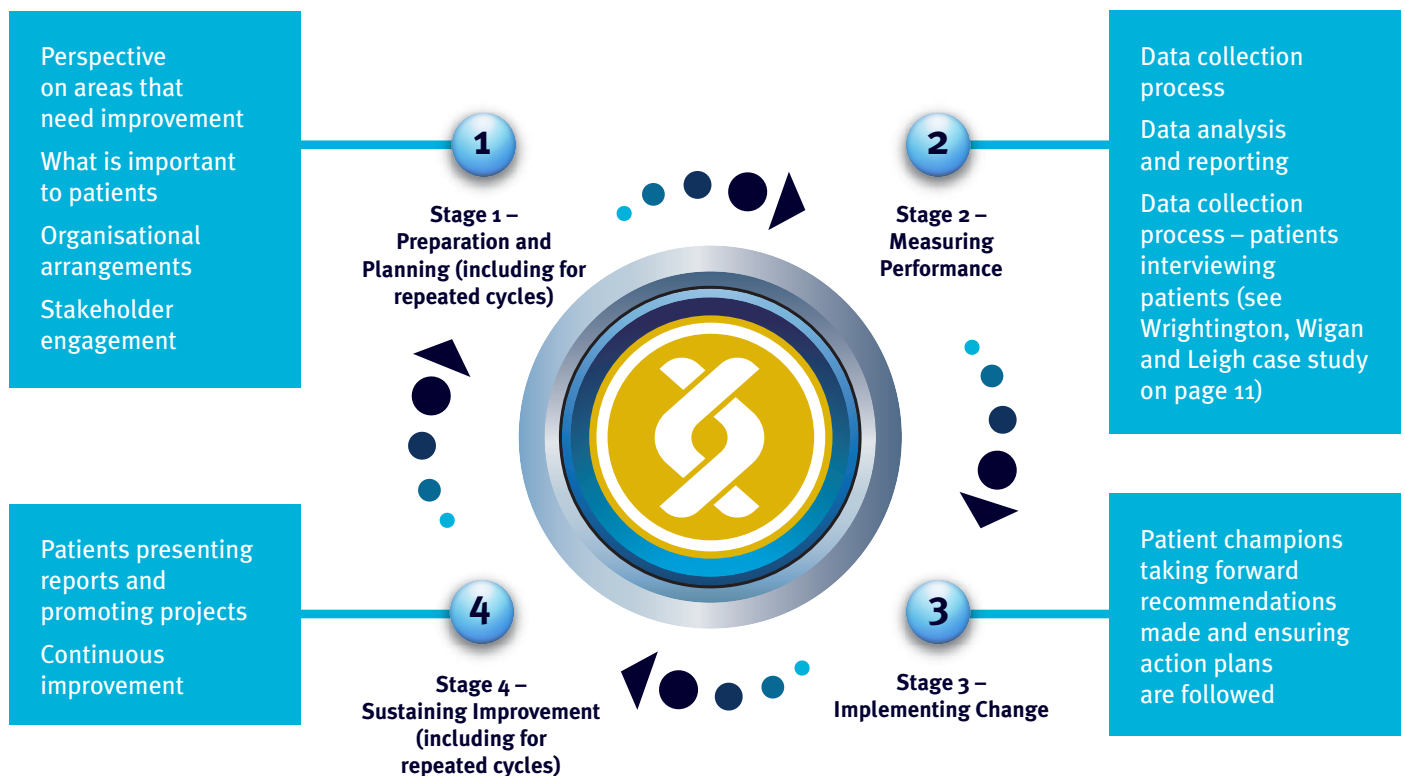 Perspective
on areas that
need improvement
What is important
to patients
Organisational
arrangements
Stakeholder
engagement
1
Stage 1 –
Preparation and
Planning (including for
repeated cycles)
2
Stage 2 –
Measuring
Performance
Data collection
process
Data analysis
and reporting
Data collection
process – patients
interviewing
patients (see
Wrightington, Wigan
and Leigh case study
on page 11)
3
Stage 3 –
Implementing Change
Patient champions
taking forward
recommendations
made and ensuring
action plans
are followed
4
Stage 4 –
Sustaining Improvement
(including for
repeated cycles)
Patients presenting
reports and
promoting projects
Continuous
improvement